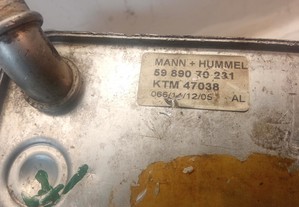 MANN + HUMMEL
59 890 70 231
KTM 47038
AL